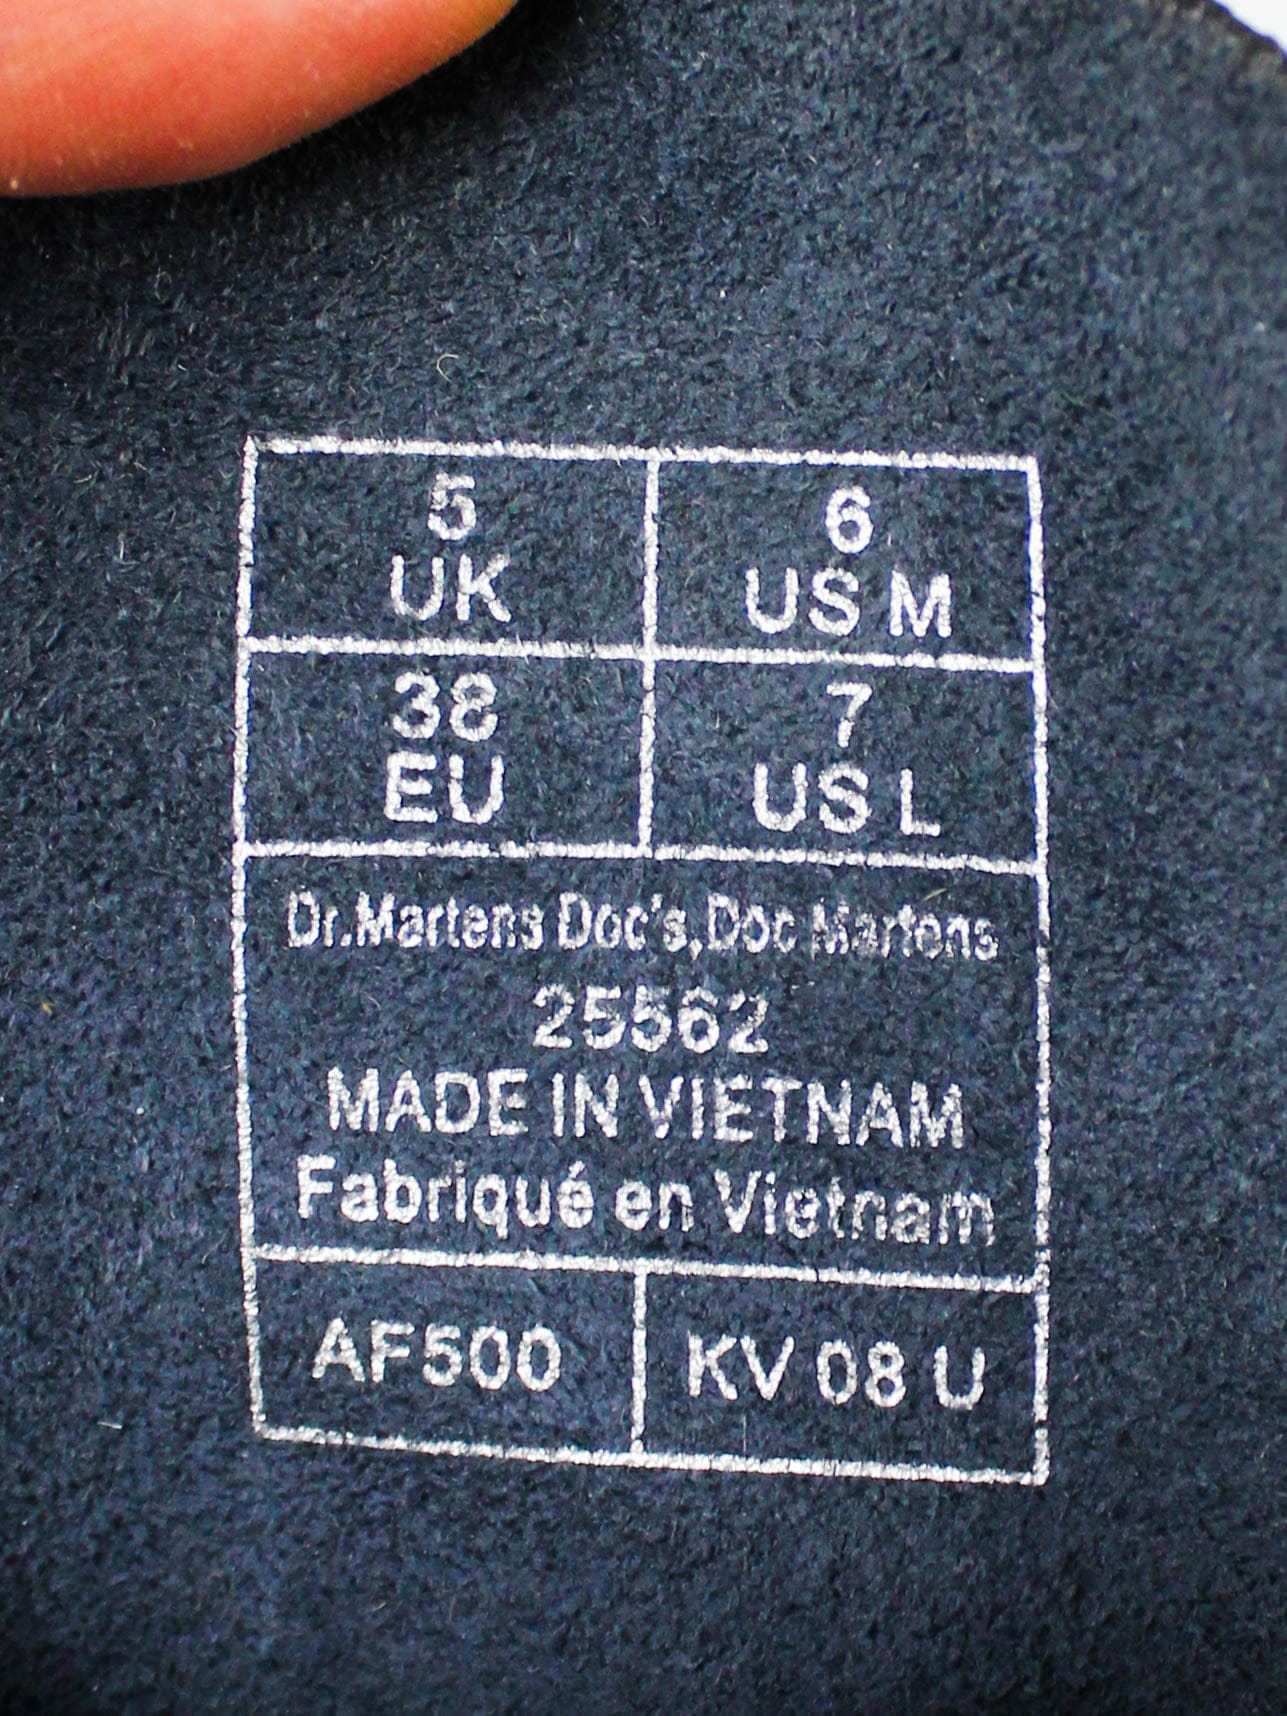 5
UK
6
US M
38
EU
7
US L
Dr.Martens Doc's,Doc Martens
25562
MADE IN VIETNAM
Fabriqué en Vietnam
AF500
KV 08 U